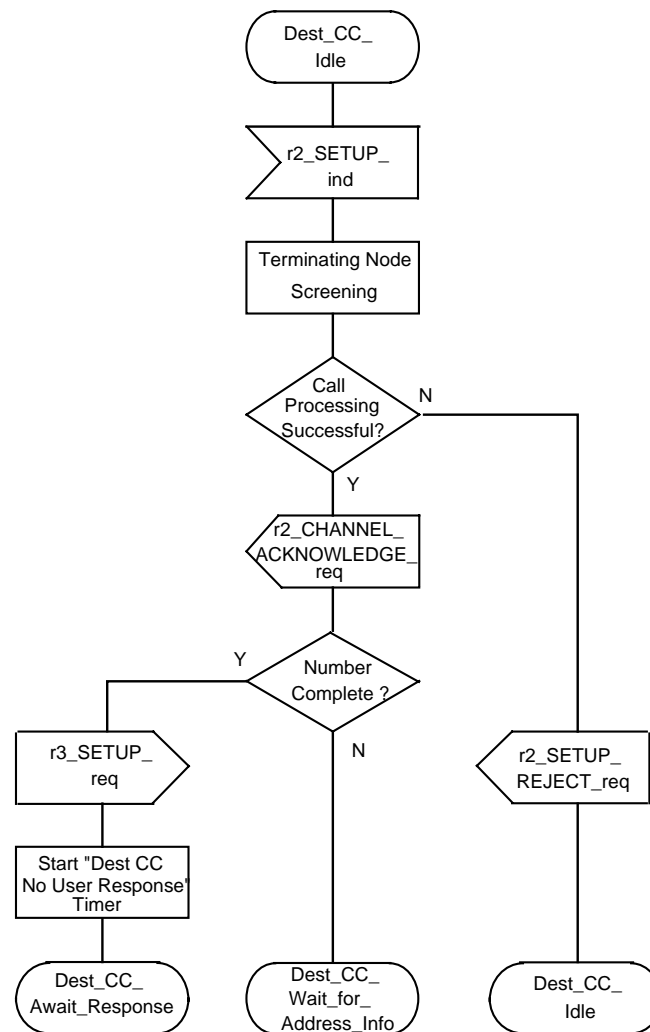 Dest_CC_
Idle
r2_SETUP_
ind
Terminating Node
Screening
Call
Processing
Successful?
N
Y
r2_CHANNEL_
ACKNOWLEDGE_
req
Y
Number
Complete ?
N
r3_SETUP_
req
r2_SETUP_
REJECT_req
Start "Dest CC
No User Response"
Timer
Dest_CC_
Await_Response
Dest_CC_
Wait_for_
Address_Info
Dest_CC_
Idle